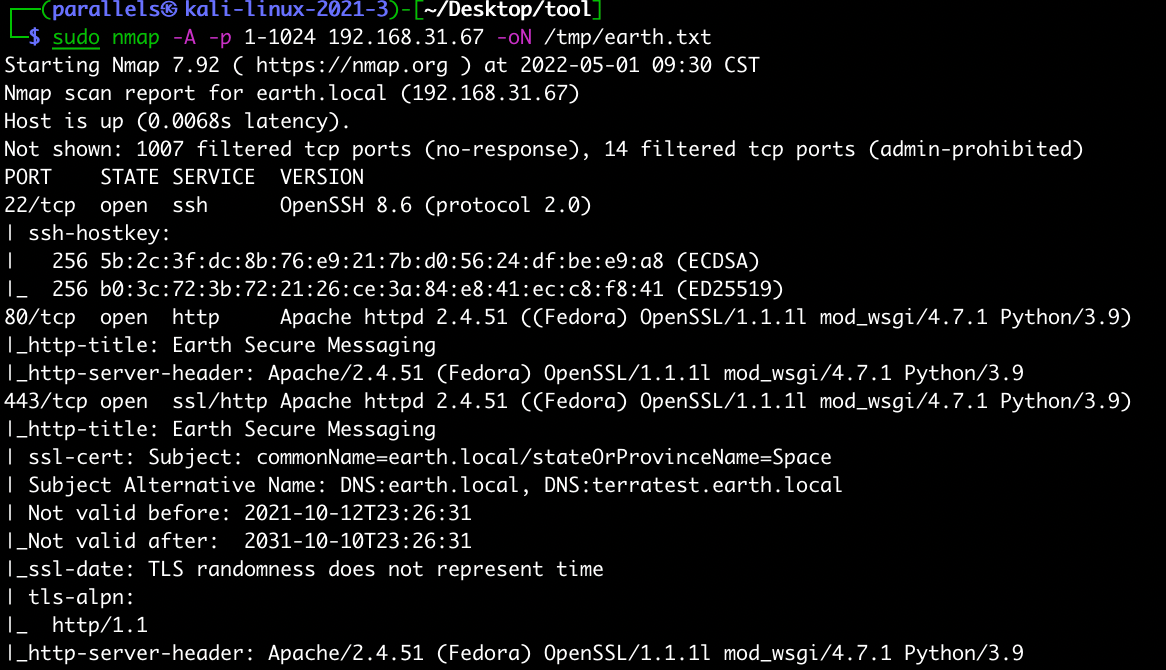 ┌──(parallels㉿kali-linux-2021-3)-[~/Desktop/tool]
└─$ sudo nmap -A -p 1-1024 192.168.31.67 -oN /tmp/earth.txt
Starting Nmap 7.92 ( https://nmap.org ) at 2022-05-01 09:30 CST
Nmap scan report for earth.local (192.168.31.67)
Host is up (0.0068s latency).
Not shown: 1007 filtered tcp ports (no-response), 14 filtered tcp ports (admin-prohibited)
PORT    STATE SERVICE  VERSION
22/tcp  open  ssh      OpenSSH 8.6 (protocol 2.0)
| ssh-hostkey:
|   256 5b:2c:3f:dc:8b:76:e9:21:7b:d0:56:24:df:be:e9:a8 (ECDSA)
|_  256 b0:3c:72:3b:72:21:26:ce:3a:84:e8:41:ec:c8:f8:41 (ED25519)
80/tcp  open  http     Apache httpd 2.4.51 ((Fedora) OpenSSL/1.1.1l mod_wsgi/4.7.1 Python/3.9)
|_http-title: Earth Secure Messaging
|_http-server-header: Apache/2.4.51 (Fedora) OpenSSL/1.1.1l mod_wsgi/4.7.1 Python/3.9
443/tcp open  ssl/http Apache httpd 2.4.51 ((Fedora) OpenSSL/1.1.1l mod_wsgi/4.7.1 Python/3.9)
|_http-title: Earth Secure Messaging
| ssl-cert: Subject: commonName=earth.local/stateOrProvinceName=Space
| Subject Alternative Name: DNS:earth.local, DNS:terratest.earth.local
| Not valid before: 2021-10-12T23:26:31
|_Not valid after:  2031-10-10T23:26:31
|_ssl-date: TLS randomness does not represent time
| tls-alpn:
|_  http/1.1
|_http-server-header: Apache/2.4.51 (Fedora) OpenSSL/1.1.1l mod_wsgi/4.7.1 Python/3.9